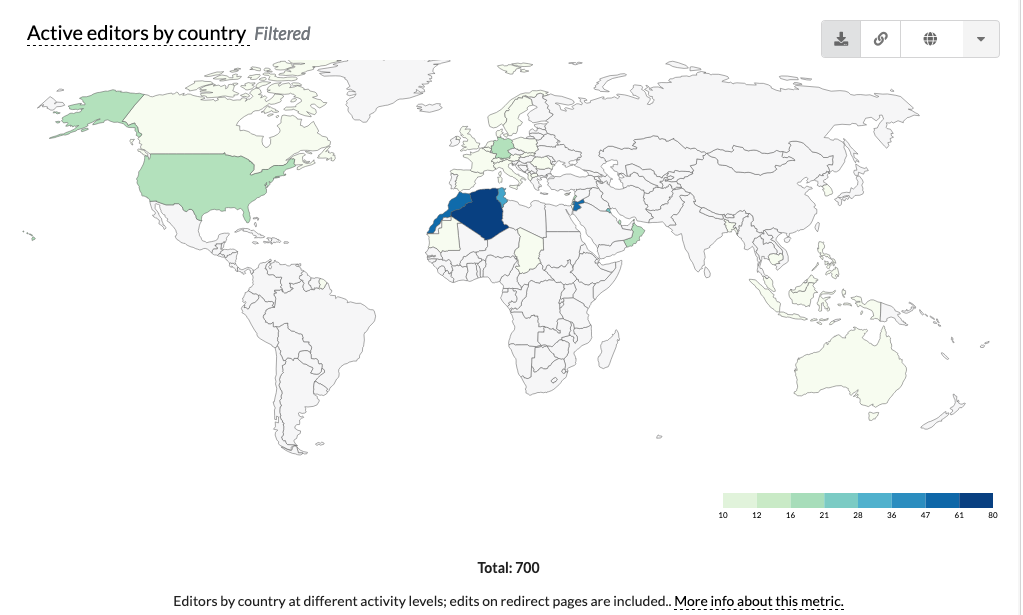 Active editors by country Filtered
10 12 16 21 28 36 47 61 80
Total: 700
Editors by country at different activity levels; edits on redirect pages are included.. More info about this metric.